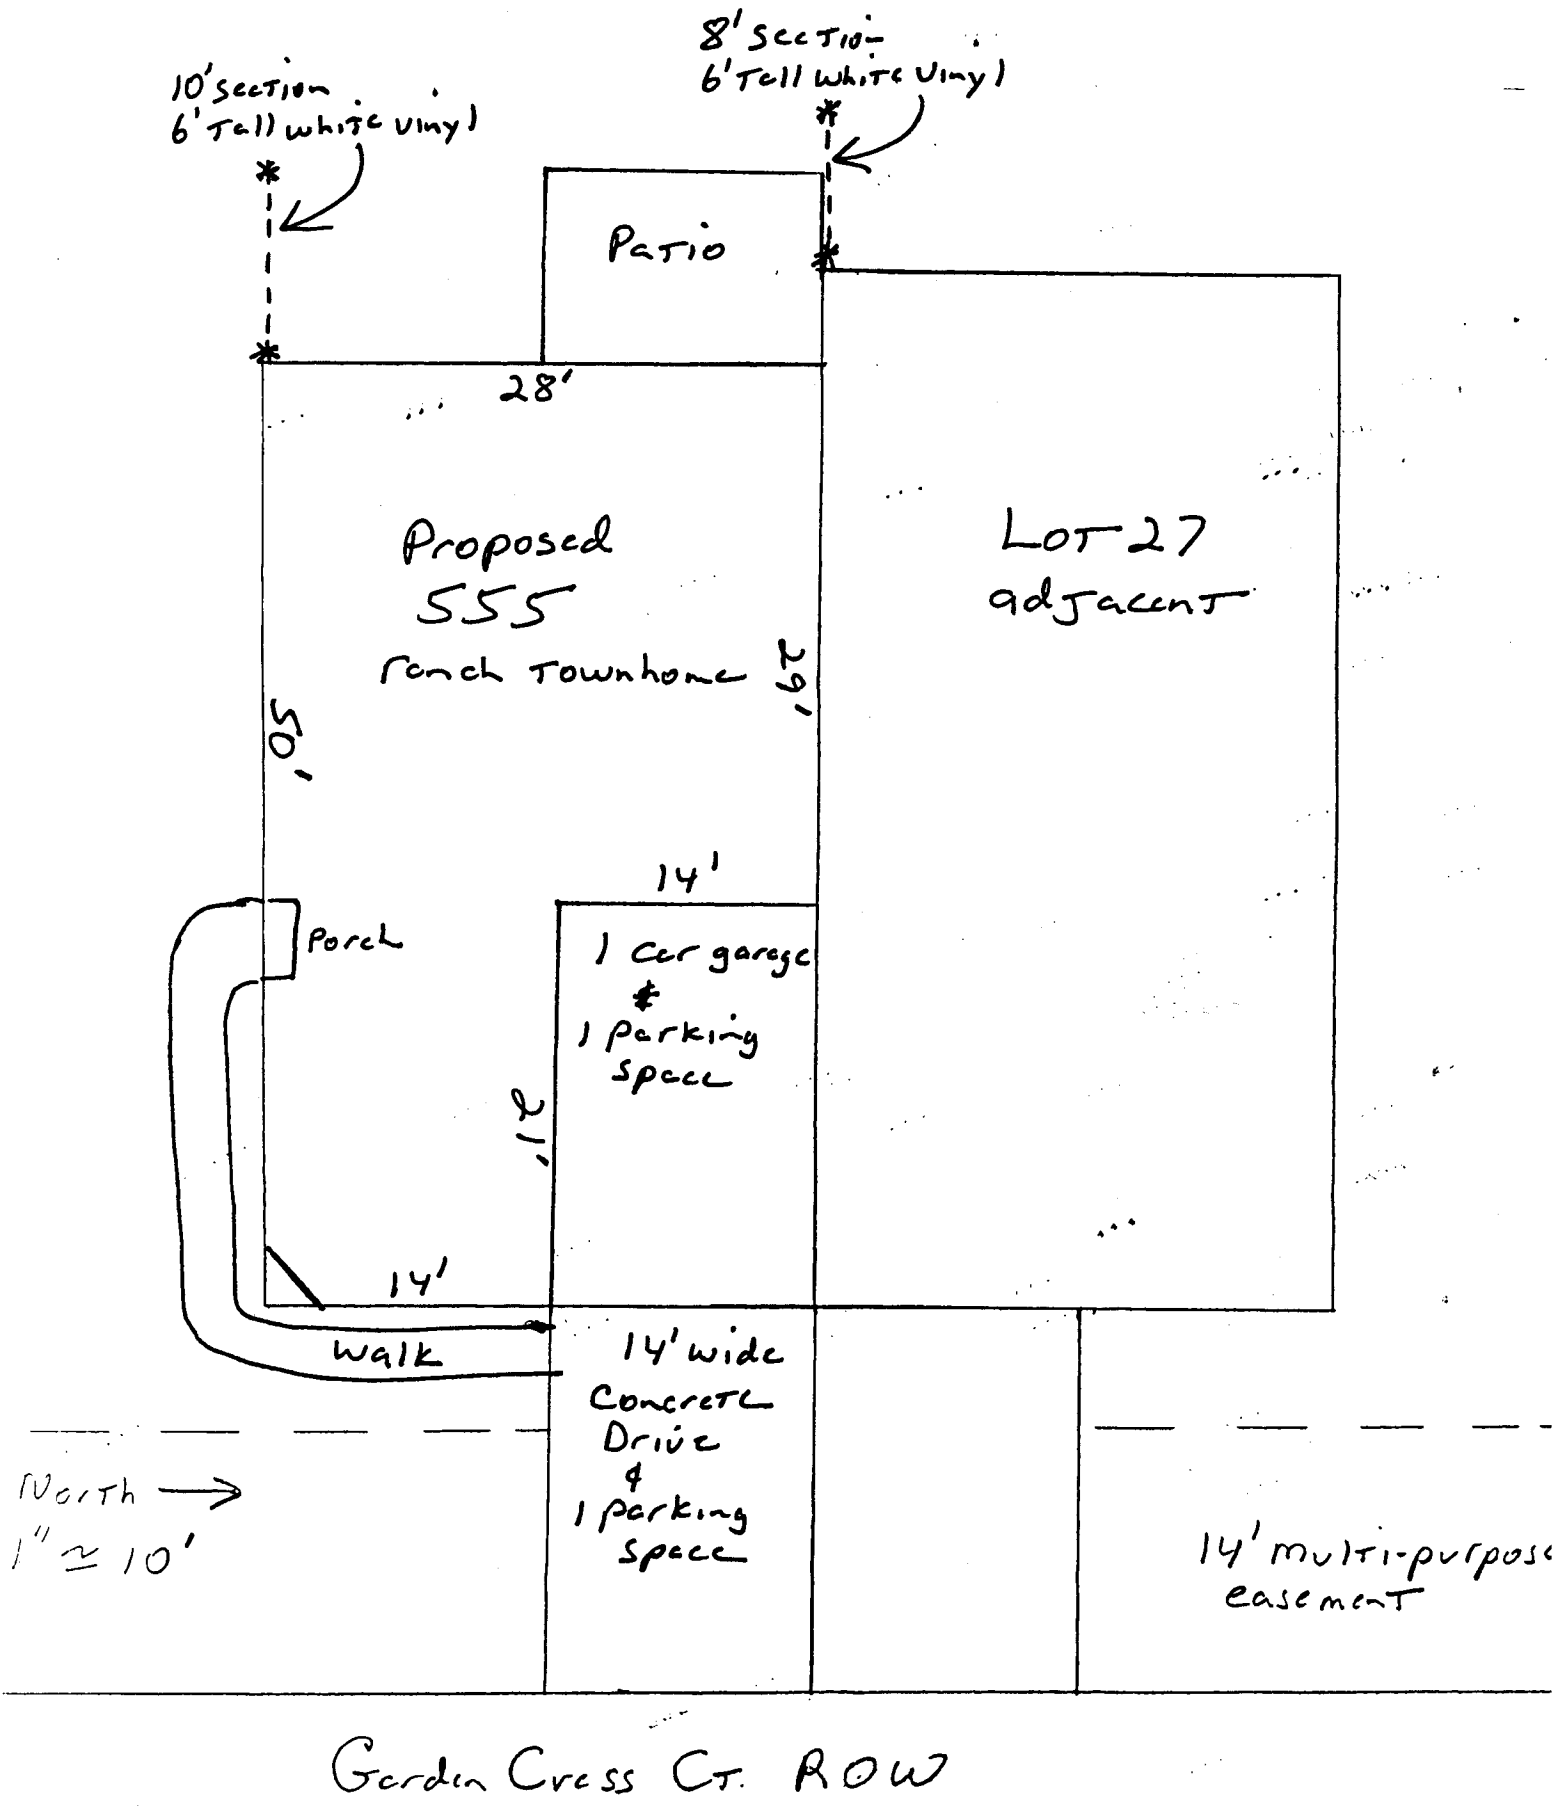 8' section
6' Tall white vinyl
10' section
6' Tall white vinyl
Patio
28'
Proposed
555
ranch Townhome
Lot 27
adjacent
29'
50'
14'
Porch
1 car garage
&
1 parking
space
21'
14'
Walk
14' wide
Concrete
Drive
&
1 parking
space
North
1" ≃ 10'
14' multi-purpose
easement
Garden Cress Ct. ROW